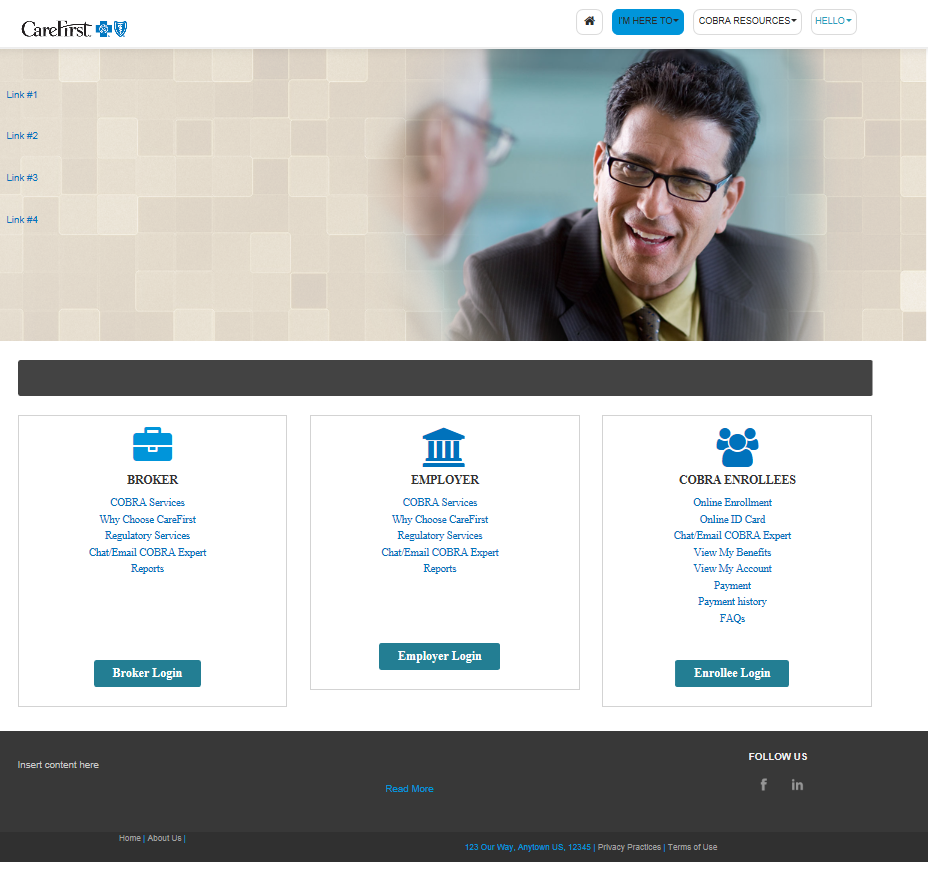 CareFirst.
I'M HERE TO
COBRA RESOURCES
HELLO
Link #1
Link #2
Link #3
Link #4
BROKER
COBRA Services
Why Choose CareFirst
Regulatory Services
Chat/Email COBRA Expert
Reports
Broker Login
EMPLOYER
COBRA Services
Why Choose CareFirst
Regulatory Services
Chat/Email COBRA Expert
Reports
Employer Login
COBRA ENROLLEES
Online Enrollment
Online ID Card
Chat/Email COBRA Expert
View My Benefits
View My Account
Payment
Payment history
FAQs
Enrollee Login
Insert content here
Read More
FOLLOW US
f in
Home | About Us |
123 Our Way, Anytown US, 12345 | Privacy Practices | Terms of Use